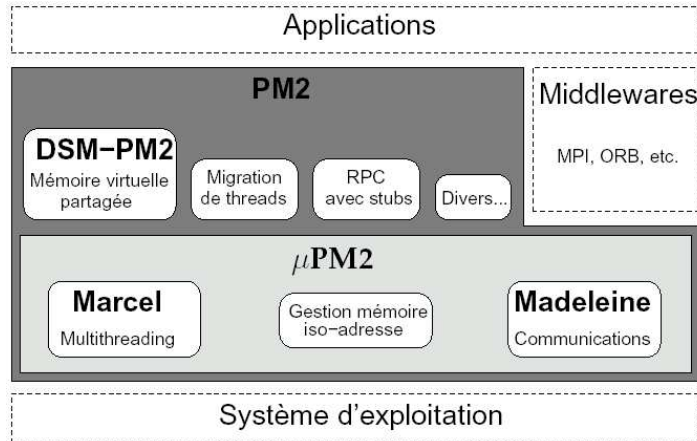 Applications
PM2
Middlewares
MPI, ORB, etc.
DSM−PM2
Mémoire virtuelle
partagée
Migration
de threads
RPC
avec stubs
Divers...
μPM2
Marcel
Multithreading
Gestion mémoire
iso−adresse
Madeleine
Communications
Système d'exploitation